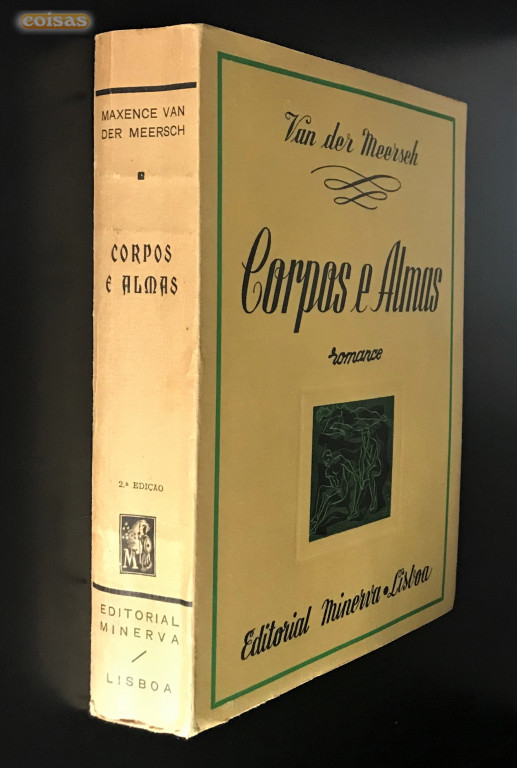 coisas
MAXENCE VAN
DER MEERSCH
CORPOS
E ALMAS
2.ª EDIÇÃO
M
EDITORIAL
MINERVA
/
LISBOA
Van der Meersch
Corpos e Almas
romance
Editorial Minerva • Lisboa